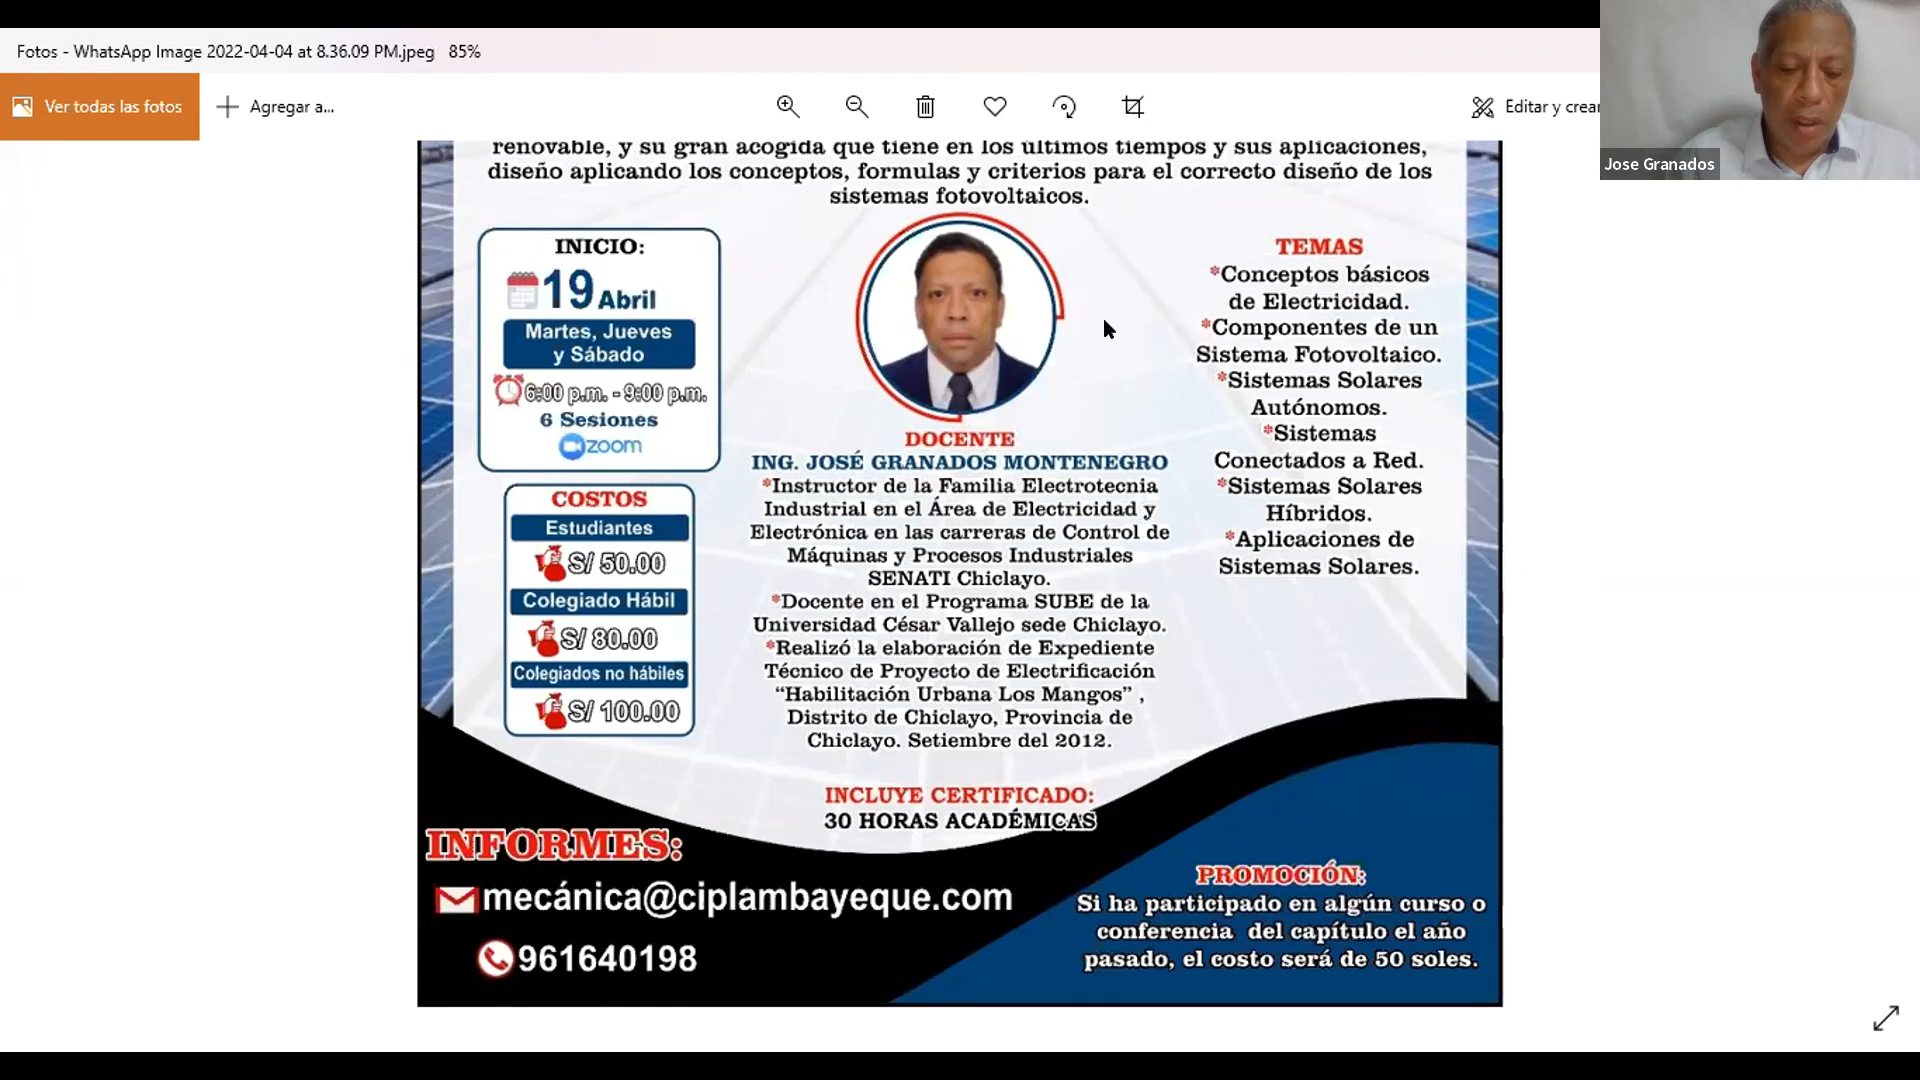 Fotos - WhatsApp Image 2022-04-04 at 8.36.09 PM.jpeg 85%
Ver todas las fotos
Agregar a...
Editar y crear
Jose Granados
renovable, y su gran acogida que tiene en los últimos tiempos y sus aplicaciones,
diseño aplicando los conceptos, formulas y criterios para el correcto diseño de los
sistemas fotovoltaicos.
INICIO:
19 Abril
Martes, Jueves
y Sábado
6:00 p.m. - 9:00 p.m.
6 Sesiones
zoom
COSTOS
Estudiantes
S/ 50.00
Colegiado Hábil
S/ 80.00
Colegiados no hábiles
S/ 100.00
DOCENTE
ING. JOSÉ GRANADOS MONTENEGRO
*Instructor de la Familia Electrotecnia
Industrial en el Área de Electricidad y
Electrónica en las carreras de Control de
Máquinas y Procesos Industriales
SENATI Chiclayo.
*Docente en el Programa SUBE de la
Universidad César Vallejo sede Chiclayo.
*Realizó la elaboración de Expediente
Técnico de Proyecto de Electrificación
“Habilitación Urbana Los Mangos” ,
Distrito de Chiclayo, Provincia de
Chiclayo. Setiembre del 2012.
TEMAS
*Conceptos básicos
de Electricidad.
*Componentes de un
Sistema Fotovoltaico.
*Sistemas Solares
Autónomos.
*Sistemas
Conectados a Red.
*Sistemas Solares
Híbridos.
*Aplicaciones de
Sistemas Solares.
INCLUYE CERTIFICADO:
30 HORAS ACADÉMICAS
INFORMES:
mecánica@ciplambayeque.com
961640198
PROMOCIÓN:
Si ha participado en algún curso o
conferencia del capítulo el año
pasado, el costo será de 50 soles.